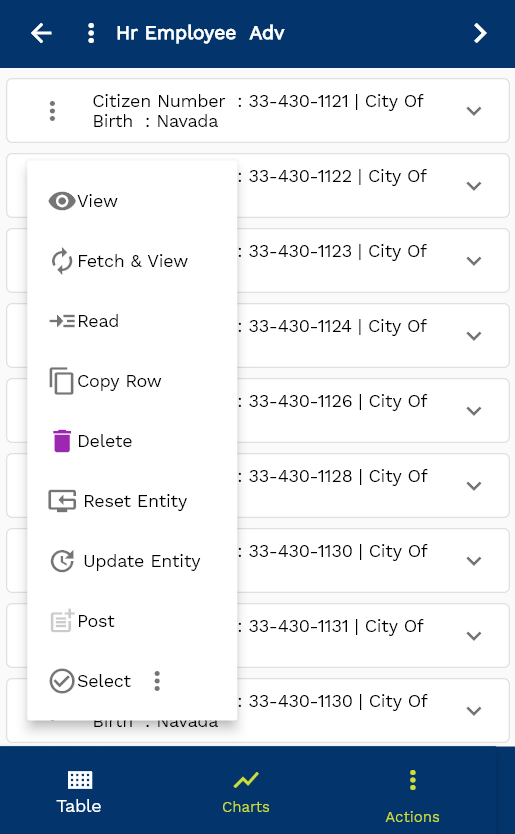 Hr Employee Adv
Citizen Number : 33-430-1121 | City Of
Birth : Navada
: 33-430-1122 | City Of
View
Fetch & View
: 33-430-1123 | City Of
Read
: 33-430-1124 | City Of
Copy Row
: 33-430-1126 | City Of
Delete
: 33-430-1128 | City Of
Reset Entity
: 33-430-1130 | City Of
Update Entity
Post
: 33-430-1131 | City Of
Select
: 33-430-1130 | City Of
Birth : Navada
Table
Charts
Actions